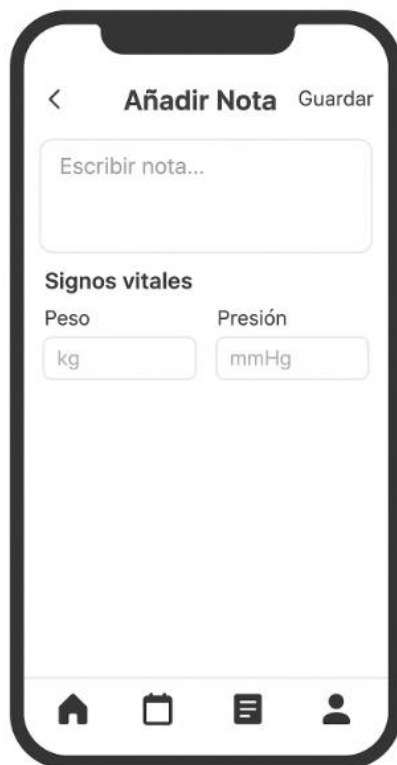 Añadir Nota Guardar
Escribir nota...
Signos vitales
Peso Presión
kg mmHg